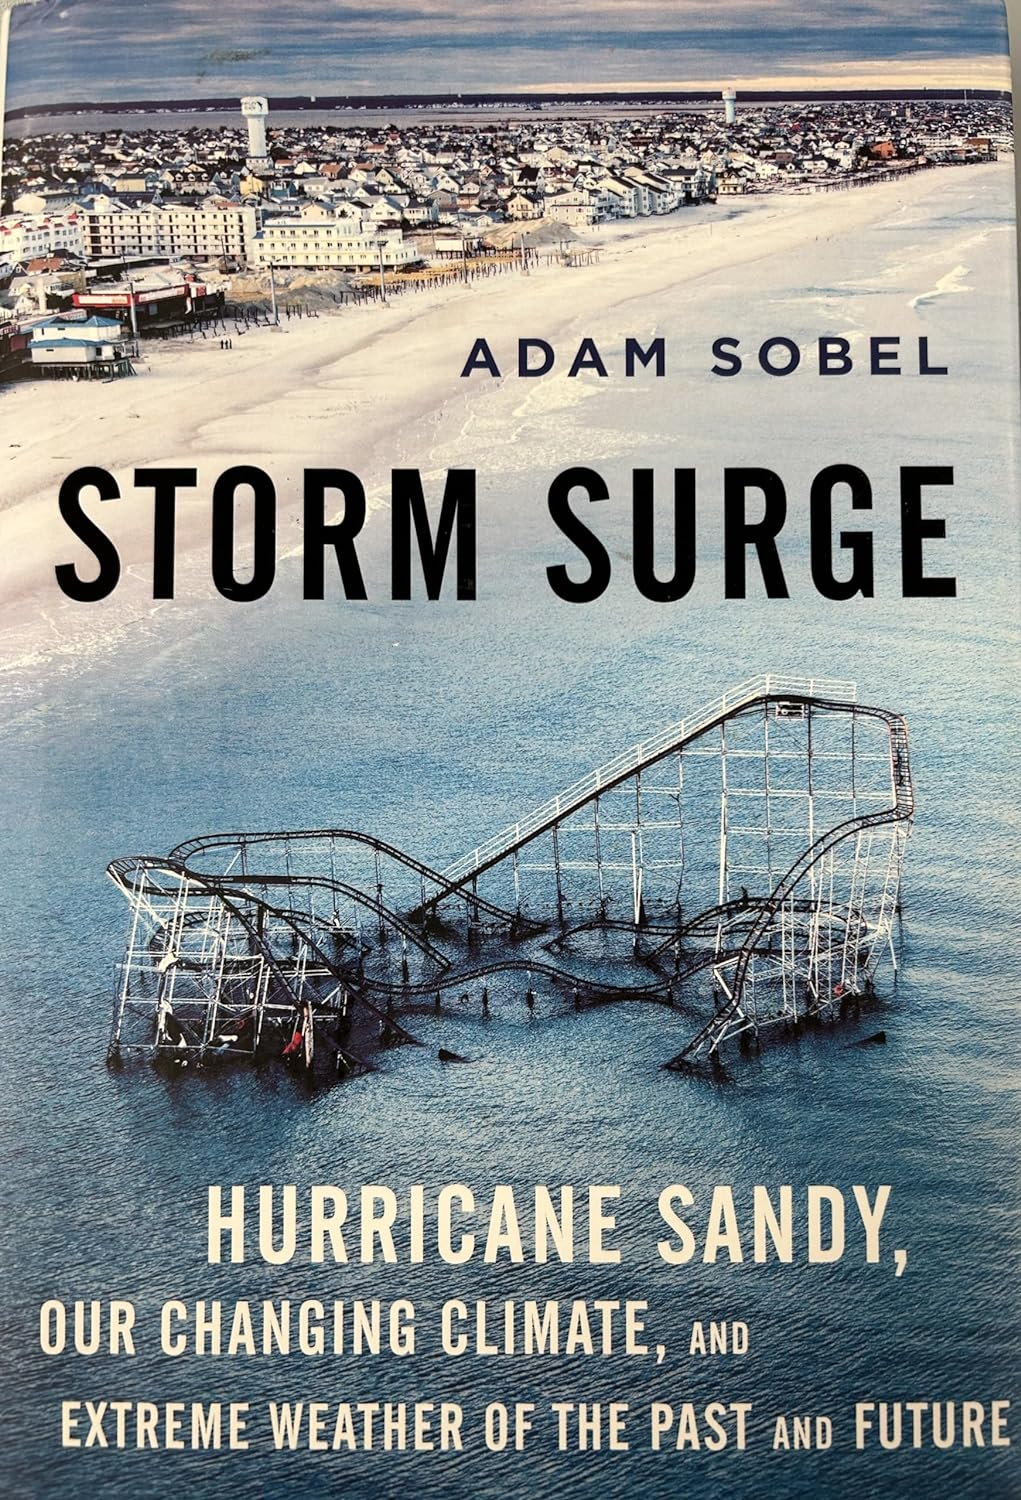 ADAM SOBEL
STORM SURGE
HURRICANE SANDY,
OUR CHANGING CLIMATE, AND
EXTREME WEATHER OF THE PAST AND FUTURE